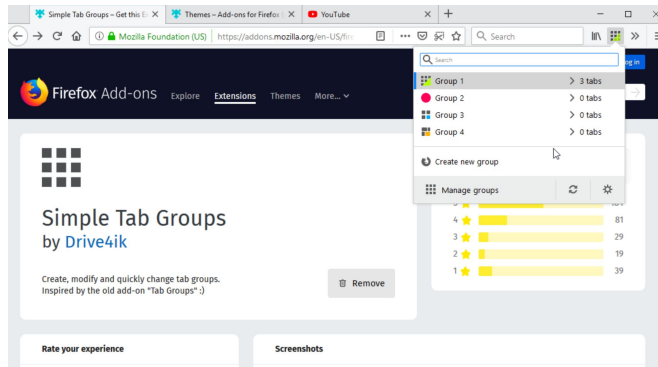 Simple Tab Groups – Get this E
Themes – Add-ons for Firefox
YouTube
Mozilla Foundation (US)
https://addons.mozilla.org/en-US/fire
Search
Firefox Add-ons
Explore
Extensions
Themes
More...
g in
Search
Group 1
3 tabs
Group 2
0 tabs
Group 3
0 tabs
Group 4
0 tabs
Create new group
Manage groups
Simple Tab Groups
by Drive4ik
Create, modify and quickly change tab groups.
Inspired by the old add-on "Tab Groups" :)
Remove
4
81
3
29
2
19
1
39
Rate your experience
Screenshots